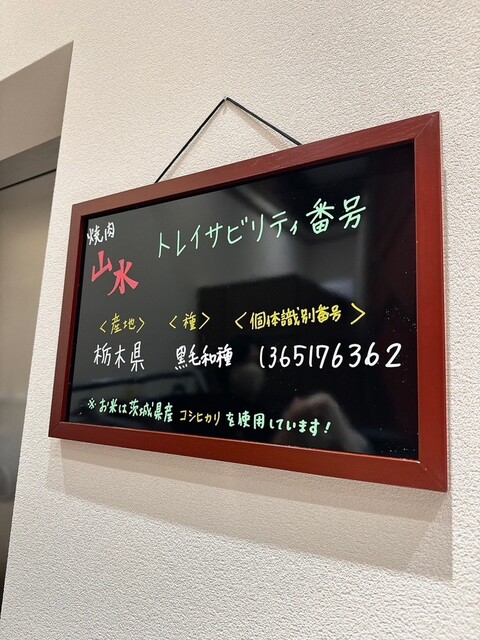 焼肉
山水
トレイサビリティ番号
<産地> <種> <個体識別番号>
栃木県 黒毛和種 1365176362
※お米は茨城県産コシヒカリを使用しています!